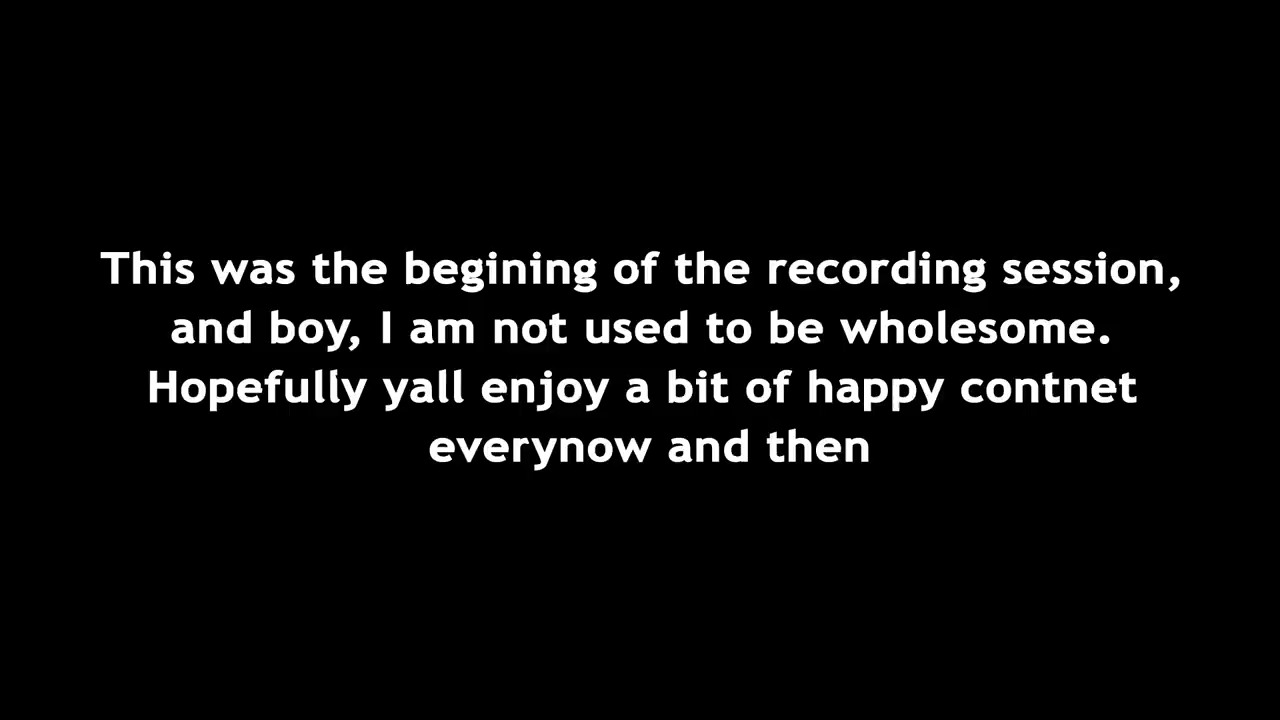 This was the begining of the recording session,
and boy, I am not used to be wholesome.
Hopefully yall enjoy a bit of happy contnet
everynow and then